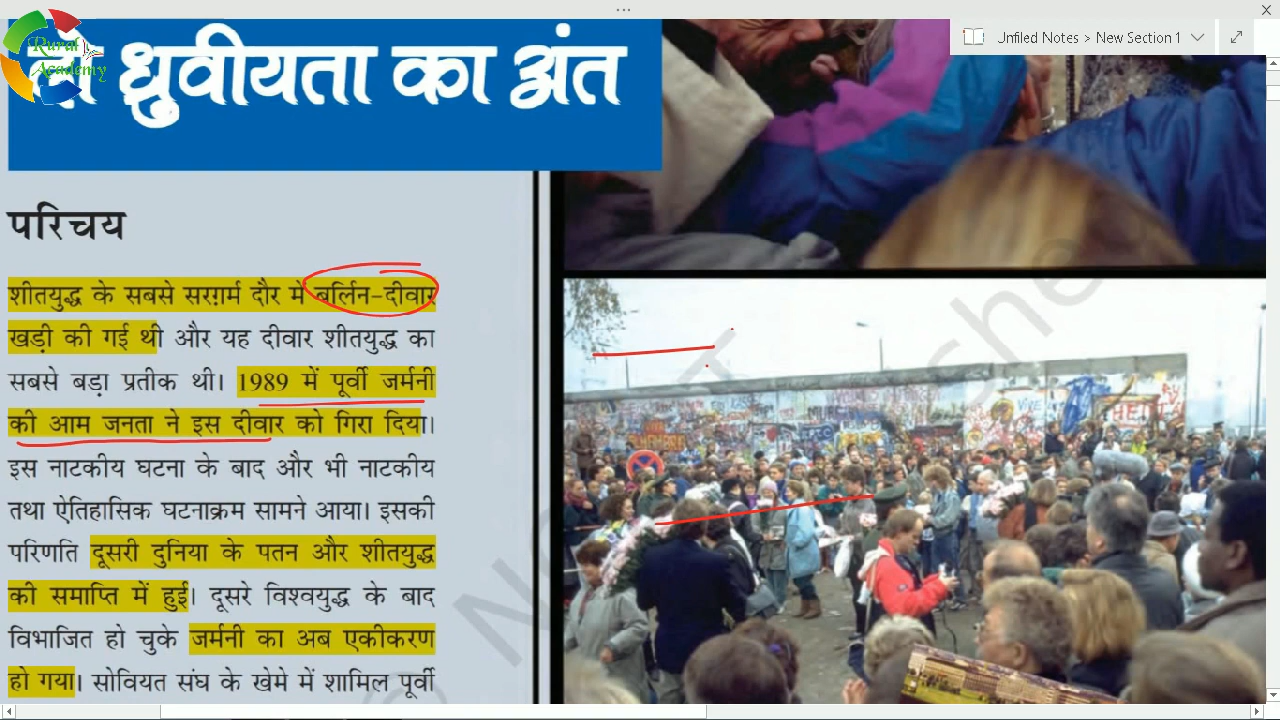 Rural
Academy
Unfiled Notes > New Section 1
ध्रुवीयता का अंत
परिचय
शीतयुद्ध के सबसे सरग़र्म दौर में बर्लिन-दीवार
खड़ी की गई थी और यह दीवार शीतयुद्ध का
सबसे बड़ा प्रतीक थी। 1989 में पूर्वी जर्मनी
की आम जनता ने इस दीवार को गिरा दिया।
इस नाटकीय घटना के बाद और भी नाटकीय
तथा ऐतिहासिक घटनाक्रम सामने आया। इसकी
परिणति दूसरी दुनिया के पतन और शीतयुद्ध
की समाप्ति में हुई। दूसरे विश्वयुद्ध के बाद
विभाजित हो चुके जर्मनी का अब एकीकरण
हो गया। सोवियत संघ के खेमे में शामिल पूर्वी